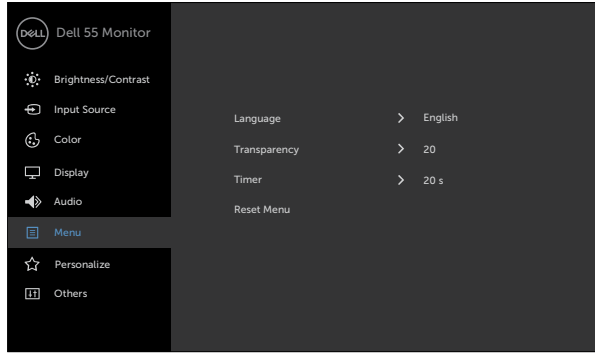 DELL Dell 55 Monitor
Brightness/Contrast
Input Source
Color
Display
Audio
Menu
Personalize
Others
Language > English
Transparency > 20
Timer > 20 s
Reset Menu